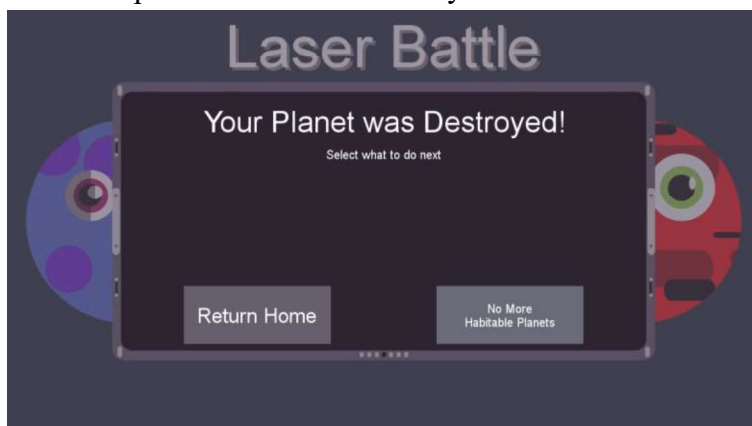 Laser Battle
Your Planet was Destroyed!
Select what to do next
Return Home
No More
Habitable Planets